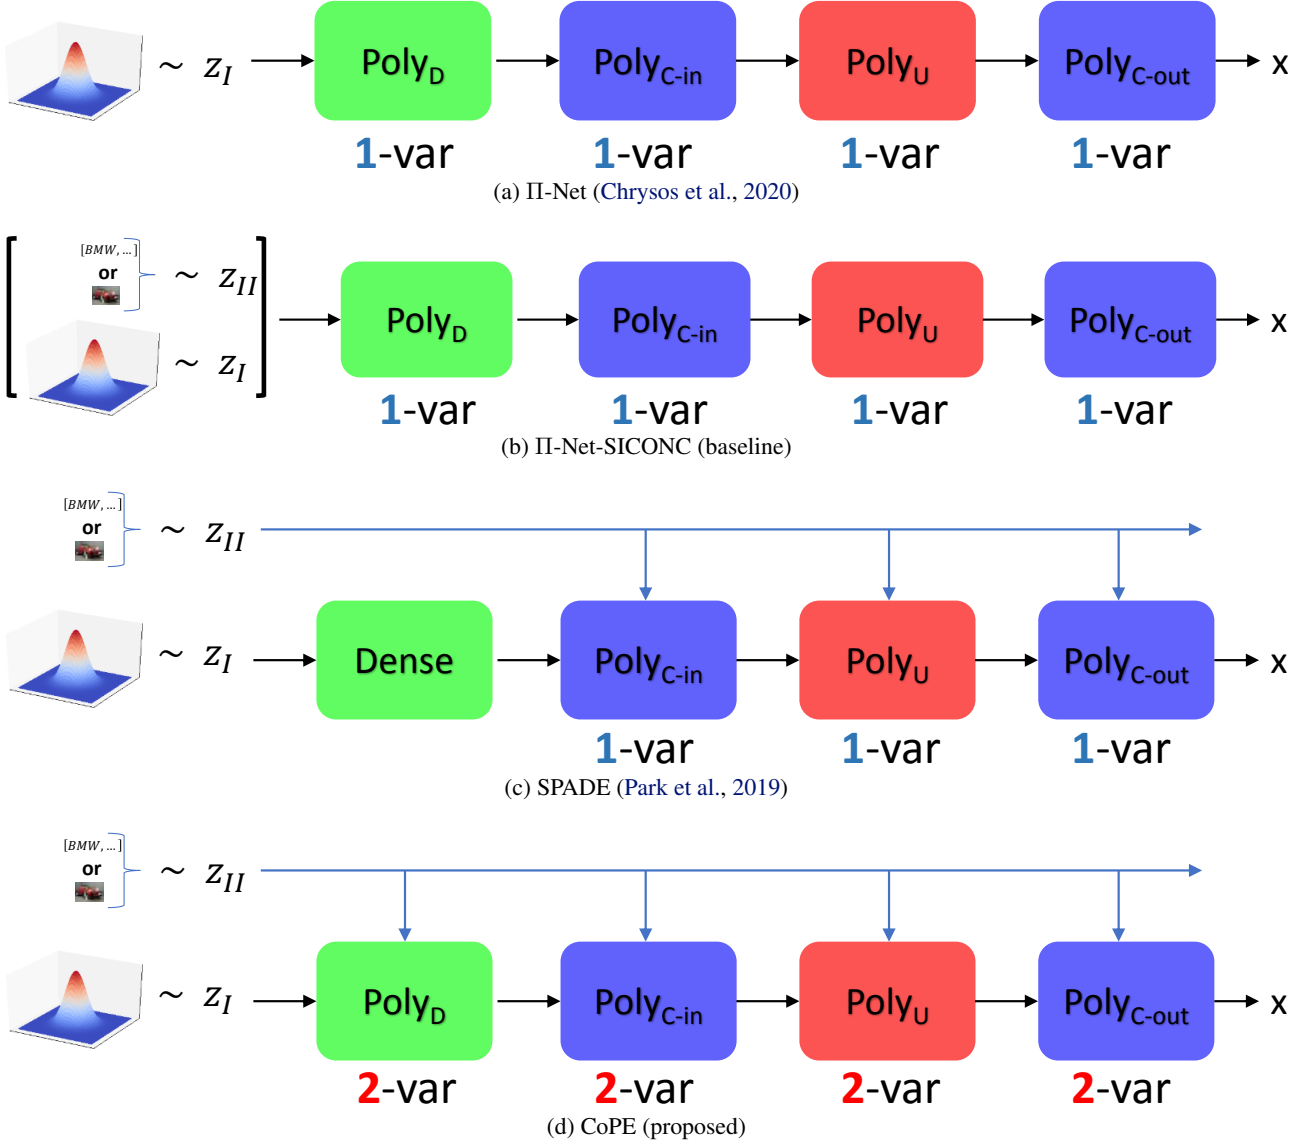 ∼ z_I Poly_D Poly_C-in Poly_U Poly_C-out x
1-var 1-var 1-var 1-var
(a) Π-Net (Chrysos et al., 2020)
[BMW, ...]
or
∼ z_II
∼ z_I Poly_D Poly_C-in Poly_U Poly_C-out x
1-var 1-var 1-var 1-var
(b) Π-Net-SICONC (baseline)
[BMW, ...]
or
∼ z_II
∼ z_I Dense Poly_C-in Poly_U Poly_C-out x
1-var 1-var 1-var
(c) SPADE (Park et al., 2019)
[BMW, ...]
or
∼ z_II
∼ z_I Poly_D Poly_C-in Poly_U Poly_C-out x
2-var 2-var 2-var 2-var
(d) CoPE (proposed)